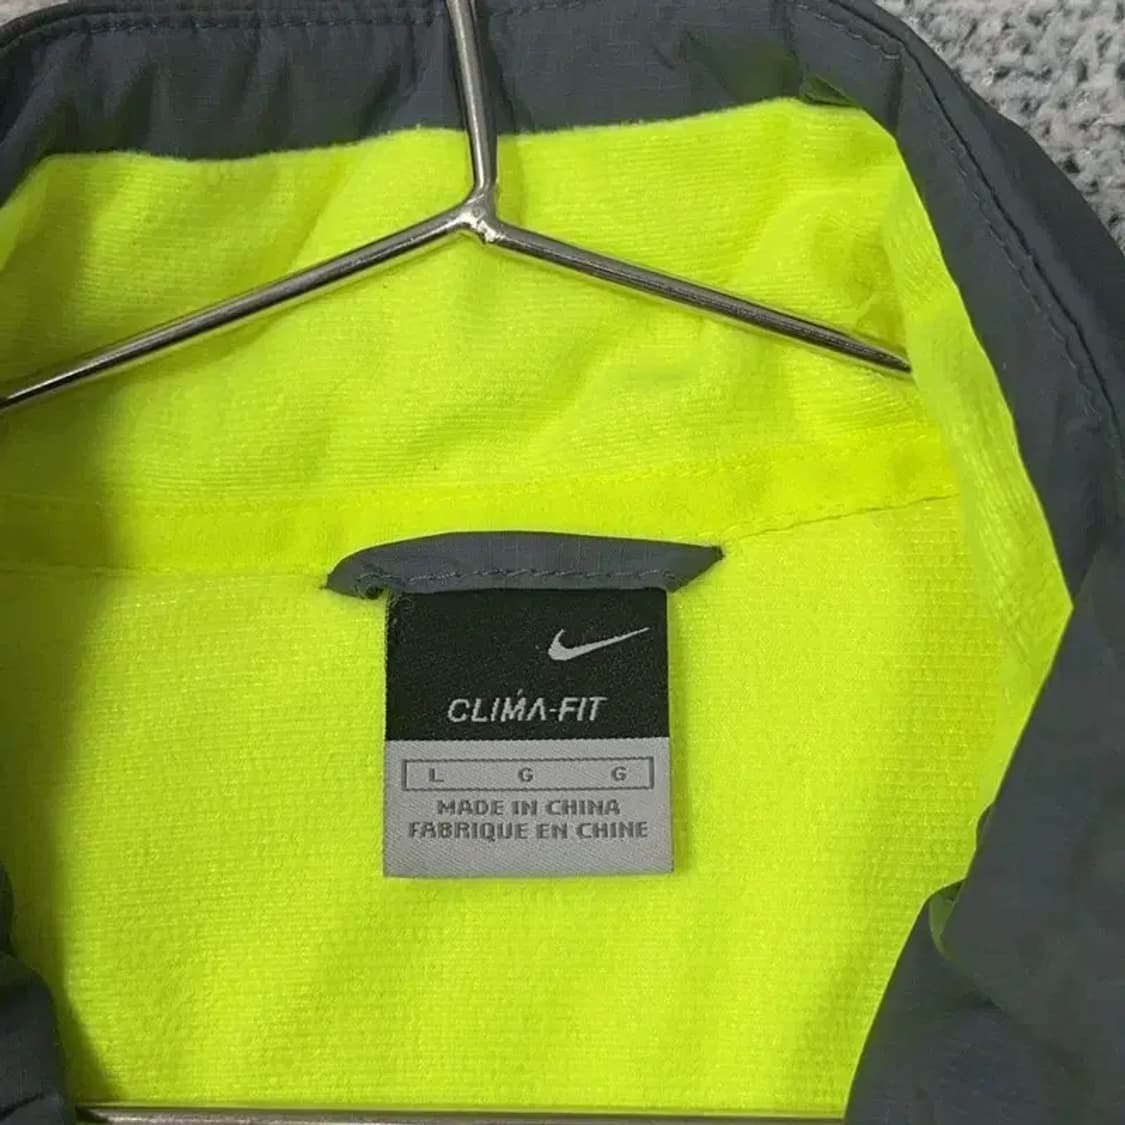 CLIMA-FIT
L G G
MADE IN CHINA
FABRIQUE EN CHINE